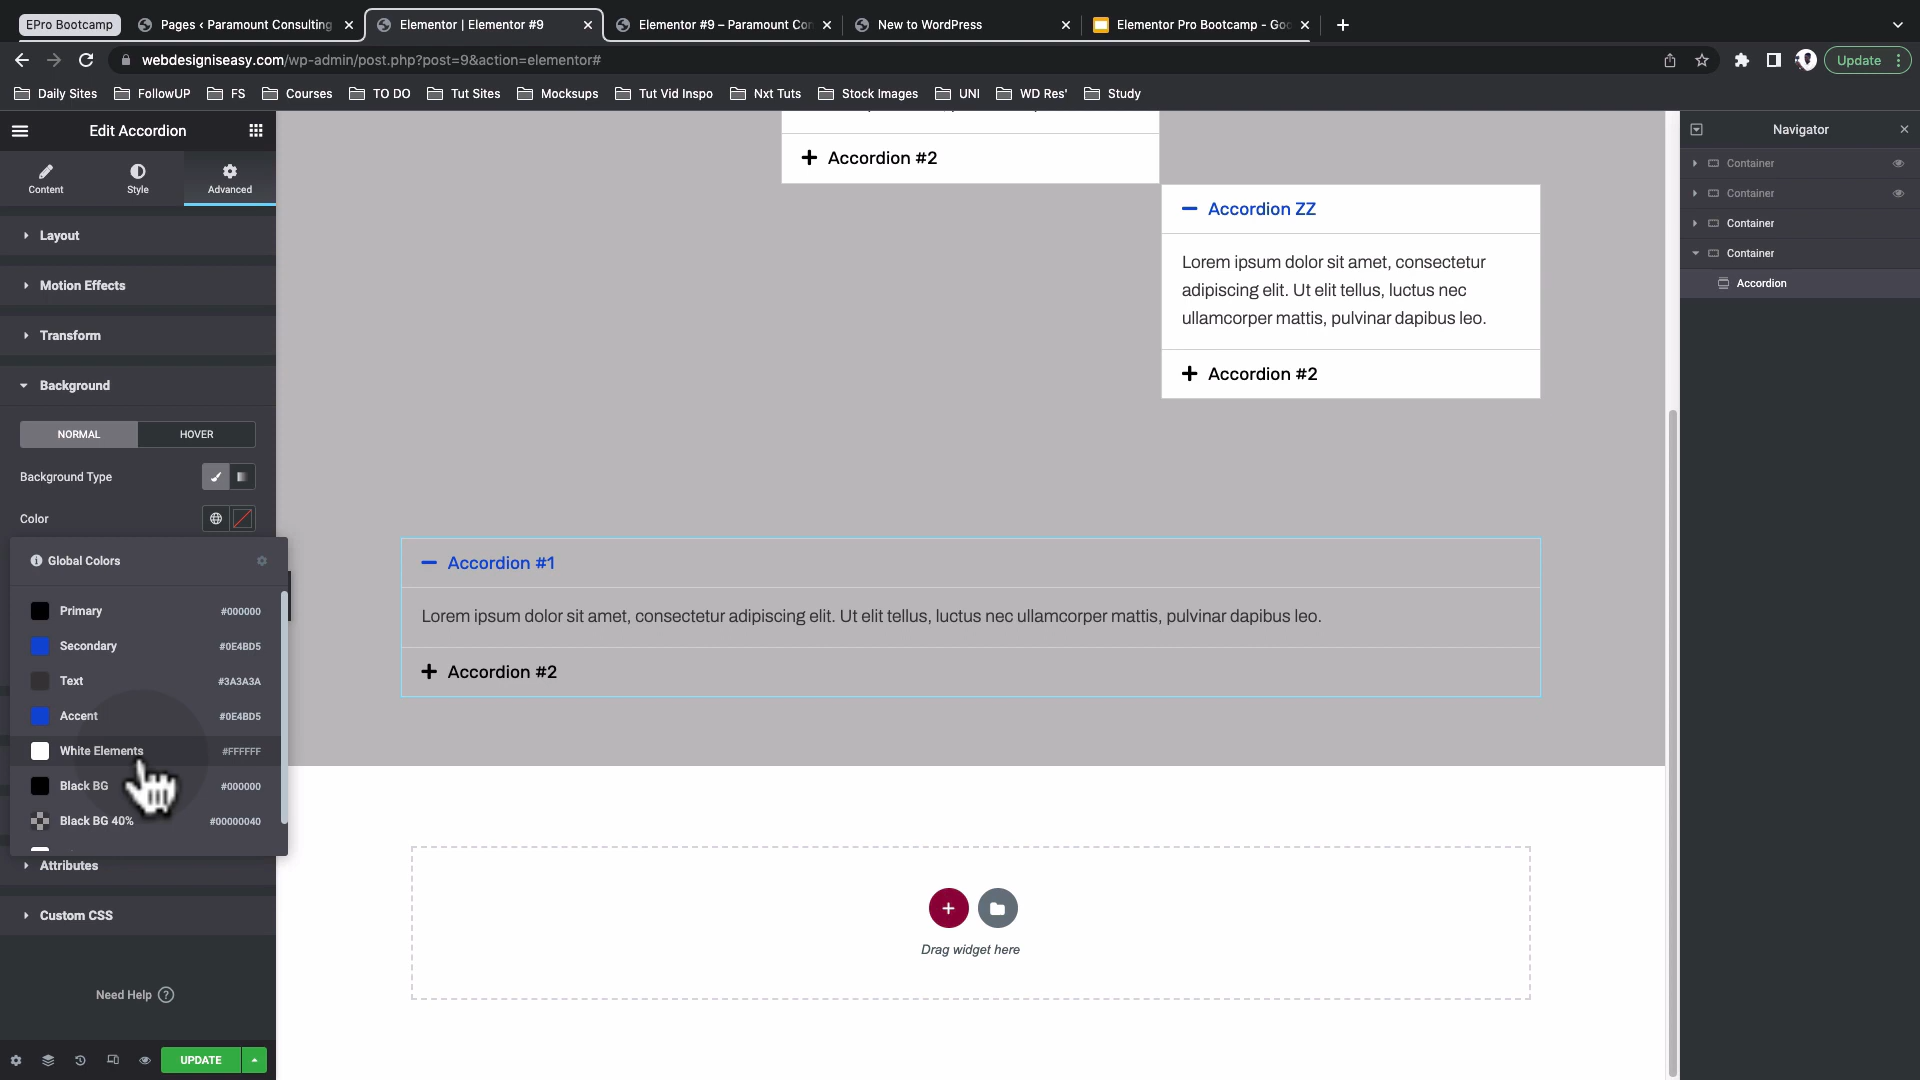 EPro Bootcamp
Pages ‹ Paramount Consulting
Elementor | Elementor #9
Elementor #9 – Paramount Con
New to WordPress
Elementor Pro Bootcamp - Goo
webdesigniseasy.com/wp-admin/post.php?post=9&action=elementor#
Update
Daily Sites
FollowUP
FS
Courses
TO DO
Tut Sites
Mocksups
Tut Vid Inspo
Nxt Tuts
Stock Images
UNI
WD Res'
Study
Edit Accordion
Content
Style
Advanced
Layout
Motion Effects
Transform
Background
NORMAL
HOVER
Background Type
Color
Global Colors
Primary #000000
Secondary #0E4BD5
Text #3A3A3A
Accent #0E4BD5
White Elements #FFFFFF
Black BG #000000
Black BG 40% #00000040
Attributes
Custom CSS
Need Help ?
UPDATE
Accordion #2
Accordion ZZ
Lorem ipsum dolor sit amet, consectetur
adipiscing elit. Ut elit tellus, luctus nec
ullamcorper mattis, pulvinar dapibus leo.
Accordion #2
Accordion #1
Lorem ipsum dolor sit amet, consectetur adipiscing elit. Ut elit tellus, luctus nec ullamcorper mattis, pulvinar dapibus leo.
Accordion #2
Drag widget here
Navigator
Container
Container
Container
Container
Accordion